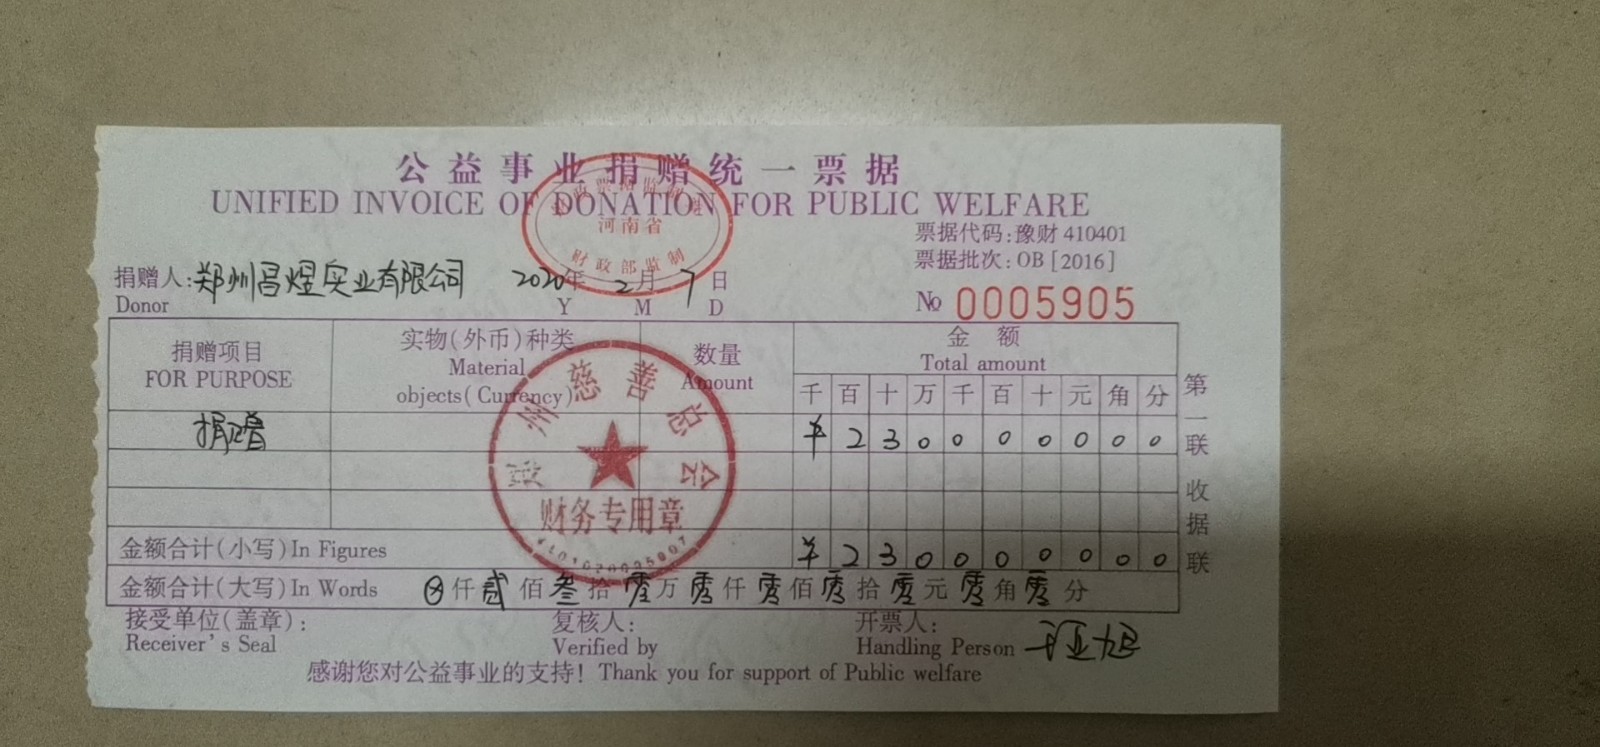 公益事业捐赠统一票据
UNIFIED INVOICE OF DONATION FOR PUBLIC WELFARE
河南省
财政部监制
票据代码:豫财 410401
票据批次:OB[2016]
捐赠人:郑州昌煜实业有限公司 2020年 2月 7日
Donor Y M D
No 0005905
捐赠项目 实物(外币)种类 数量 金额
FOR PURPOSE Material objects(Currency) Amount Total amount
千 百 十 万 千 百 十 元 角 分
捐赠 ¥ 2 3 0 0 0 0 0 0 0
州慈善总会
财务专用章
金额合计(小写)In Figures ¥ 2 3 0 0 0 0 0 0 0
金额合计(大写)In Words 仟 贰 佰 叁 拾 零 万 零 仟 零 佰 零 拾 零 元 零 角 零 分
第一联 收据联
接受单位(盖章): 复核人: 开票人:
Receiver's Seal Verified by Handling Person
感谢您对公益事业的支持! Thank you for support of Public welfare